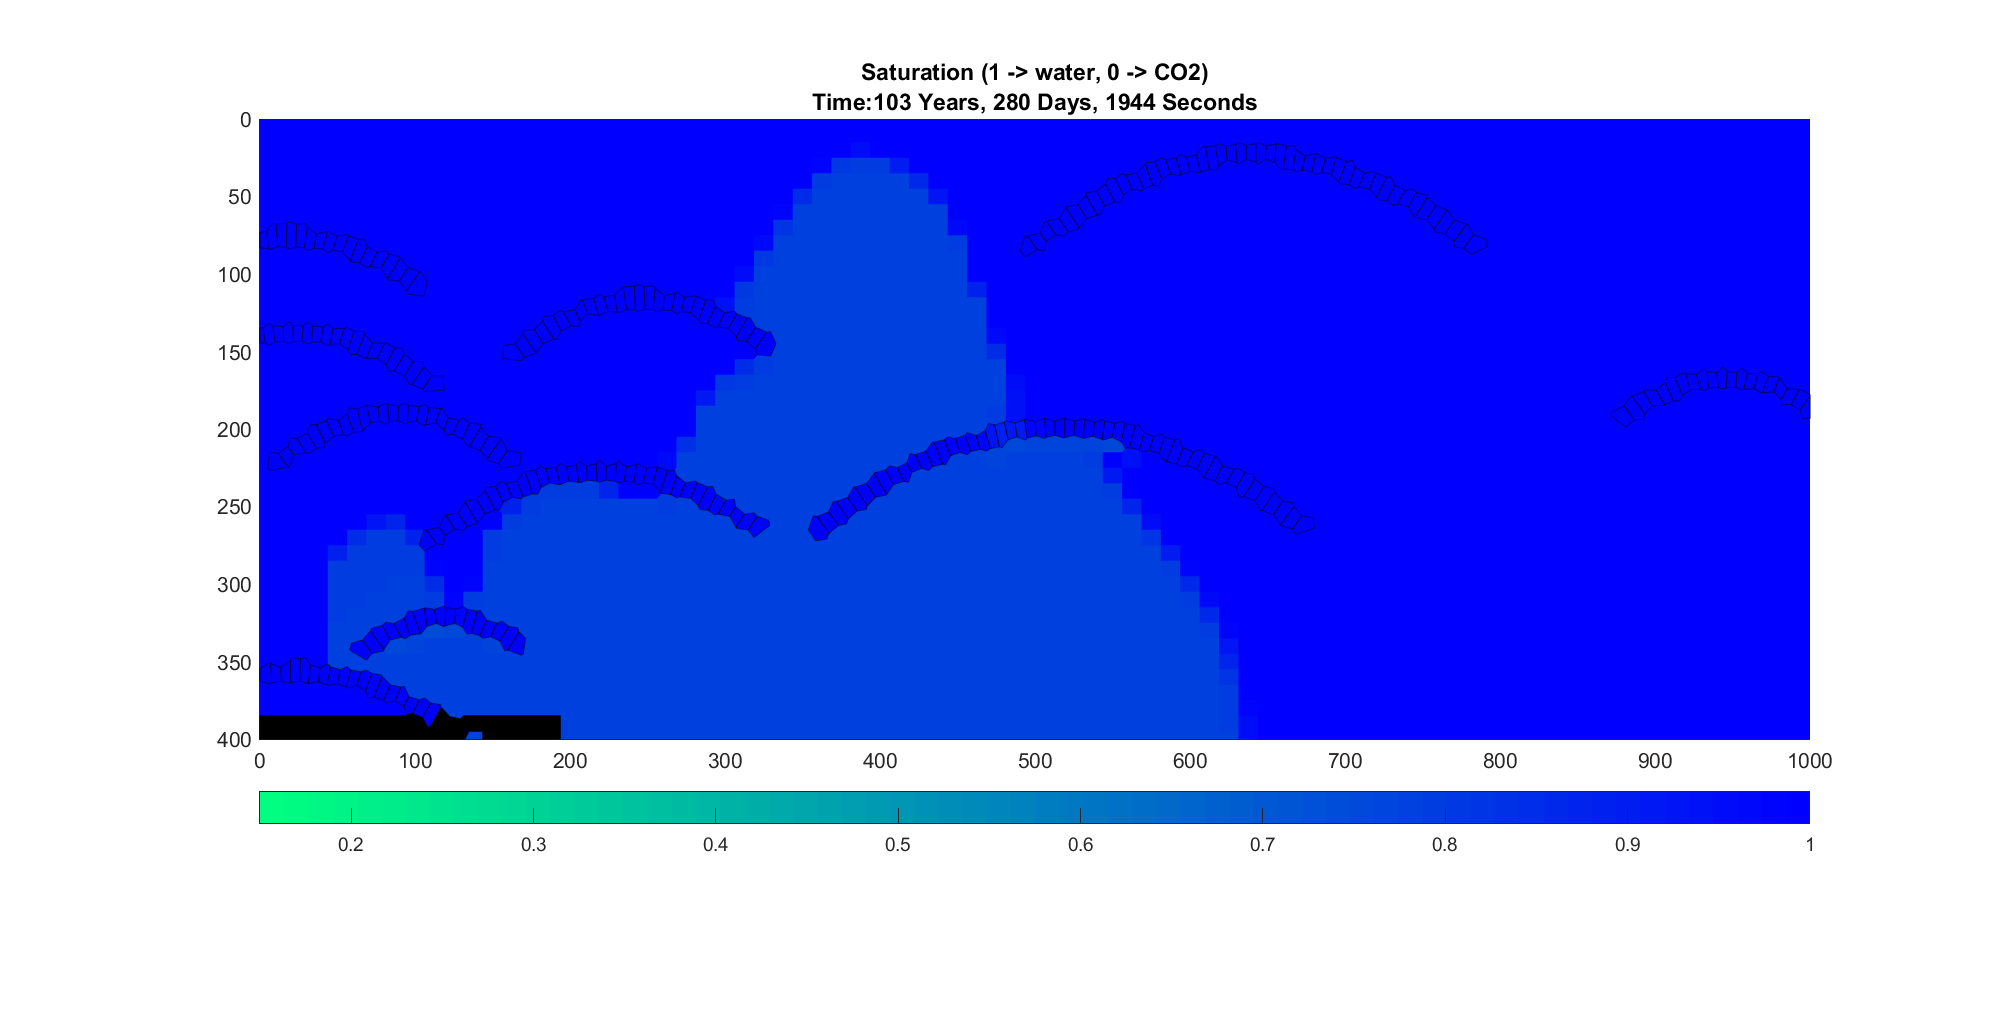 Saturation (1 -> water, 0 -> CO2)
Time:103 Years, 280 Days, 1944 Seconds
0
50
100
150
200
250
300
350
400
0 100 200 300 400 500 600 700 800 900 1000
0.2 0.3 0.4 0.5 0.6 0.7 0.8 0.9 1